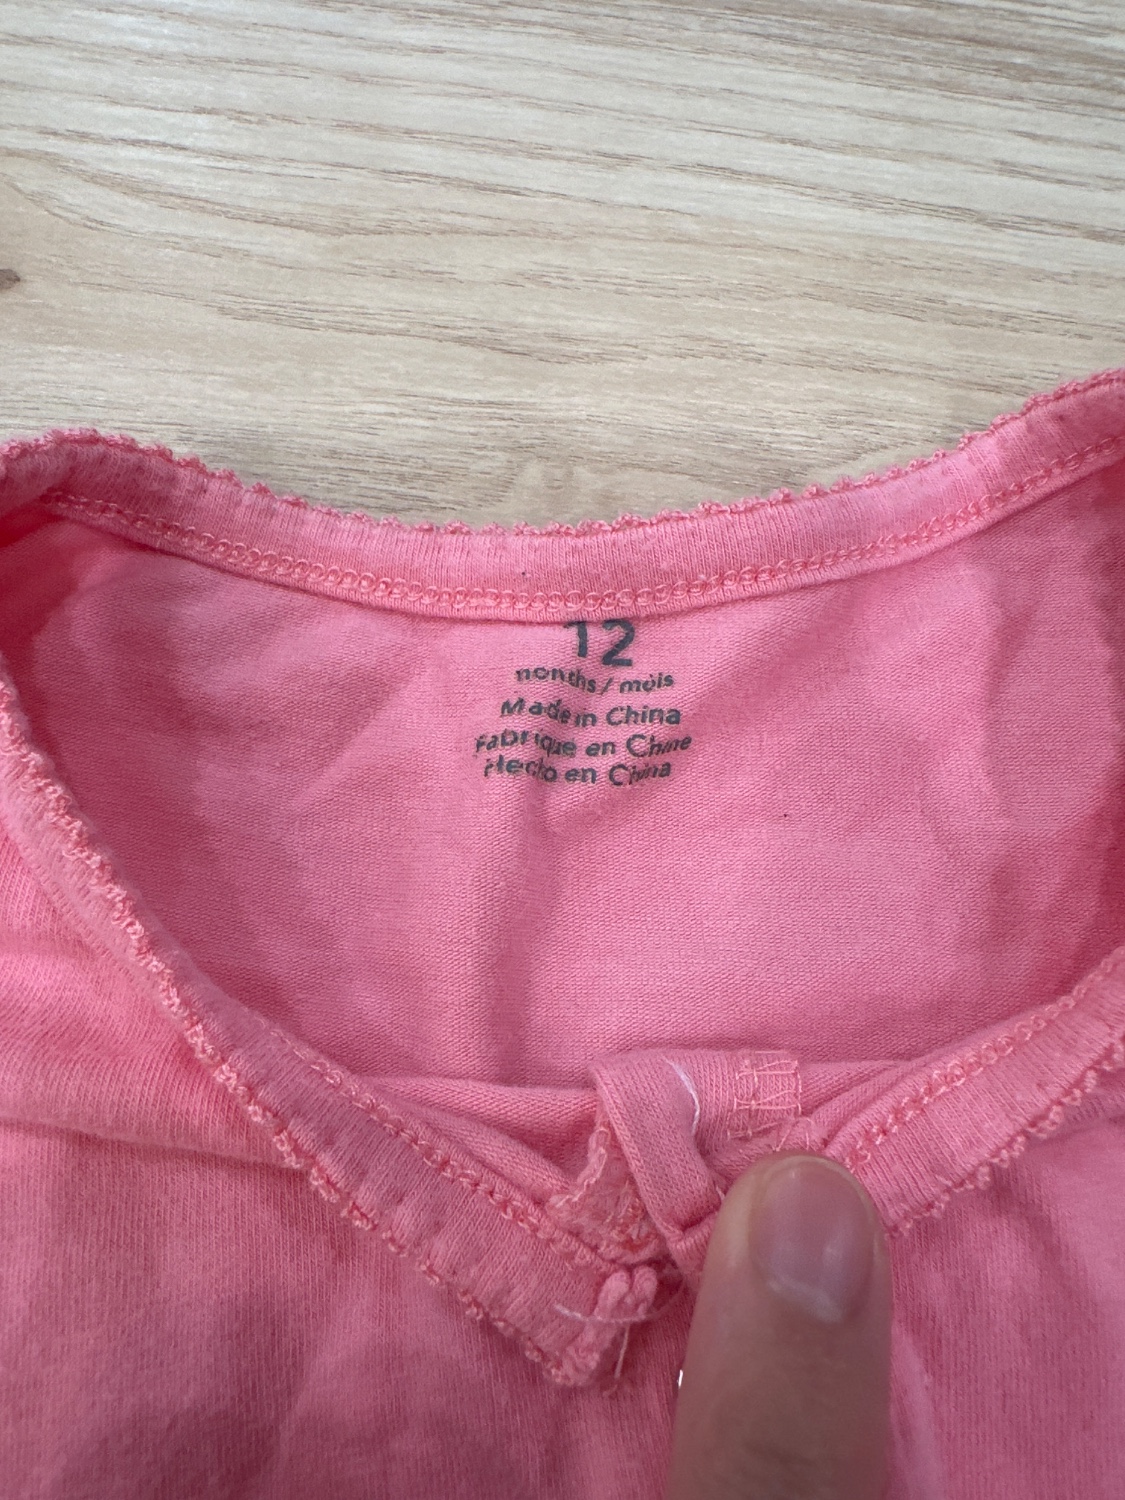 12
months / mois
Made in China
Fabrique en Chine
Hecho en China